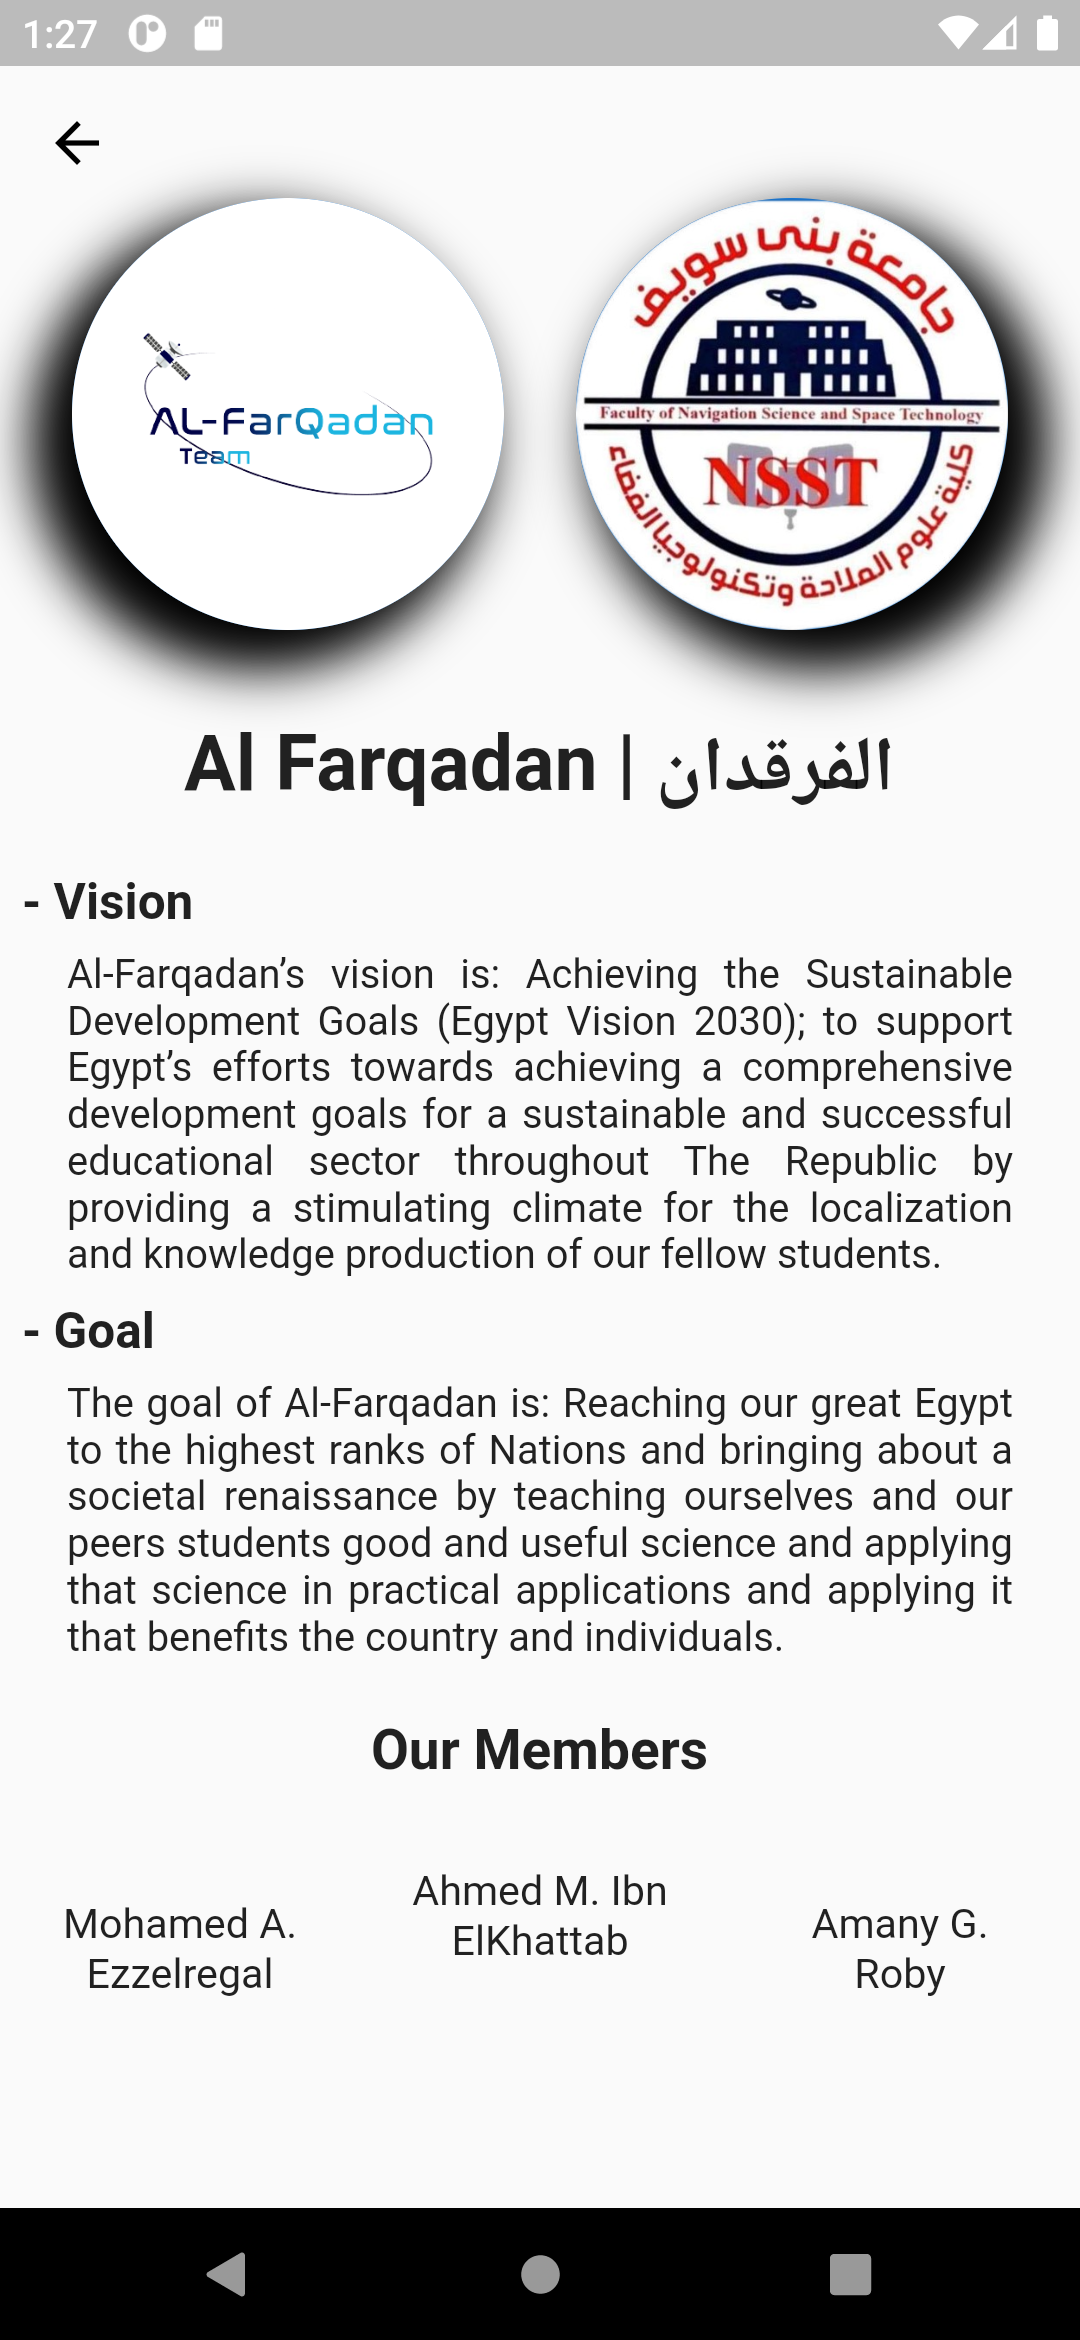 1:27
AL-FarQadan
Team
جامعة بنى سويف
Faculty of Navigation Science and Space Technology
NSST
كلية علوم الملاحة وتكنولوجيا الفضاء
Al Farqadan | الفرقدان
- Vision
Al-Farqadan’s vision is: Achieving the Sustainable
Development Goals (Egypt Vision 2030); to support
Egypt’s efforts towards achieving a comprehensive
development goals for a sustainable and successful
educational sector throughout The Republic by
providing a stimulating climate for the localization
and knowledge production of our fellow students.
- Goal
The goal of Al-Farqadan is: Reaching our great Egypt
to the highest ranks of Nations and bringing about a
societal renaissance by teaching ourselves and our
peers students good and useful science and applying
that science in practical applications and applying it
that benefits the country and individuals.
Our Members
Mohamed A.
Ezzelregal
Ahmed M. Ibn
ElKhattab
Amany G.
Roby